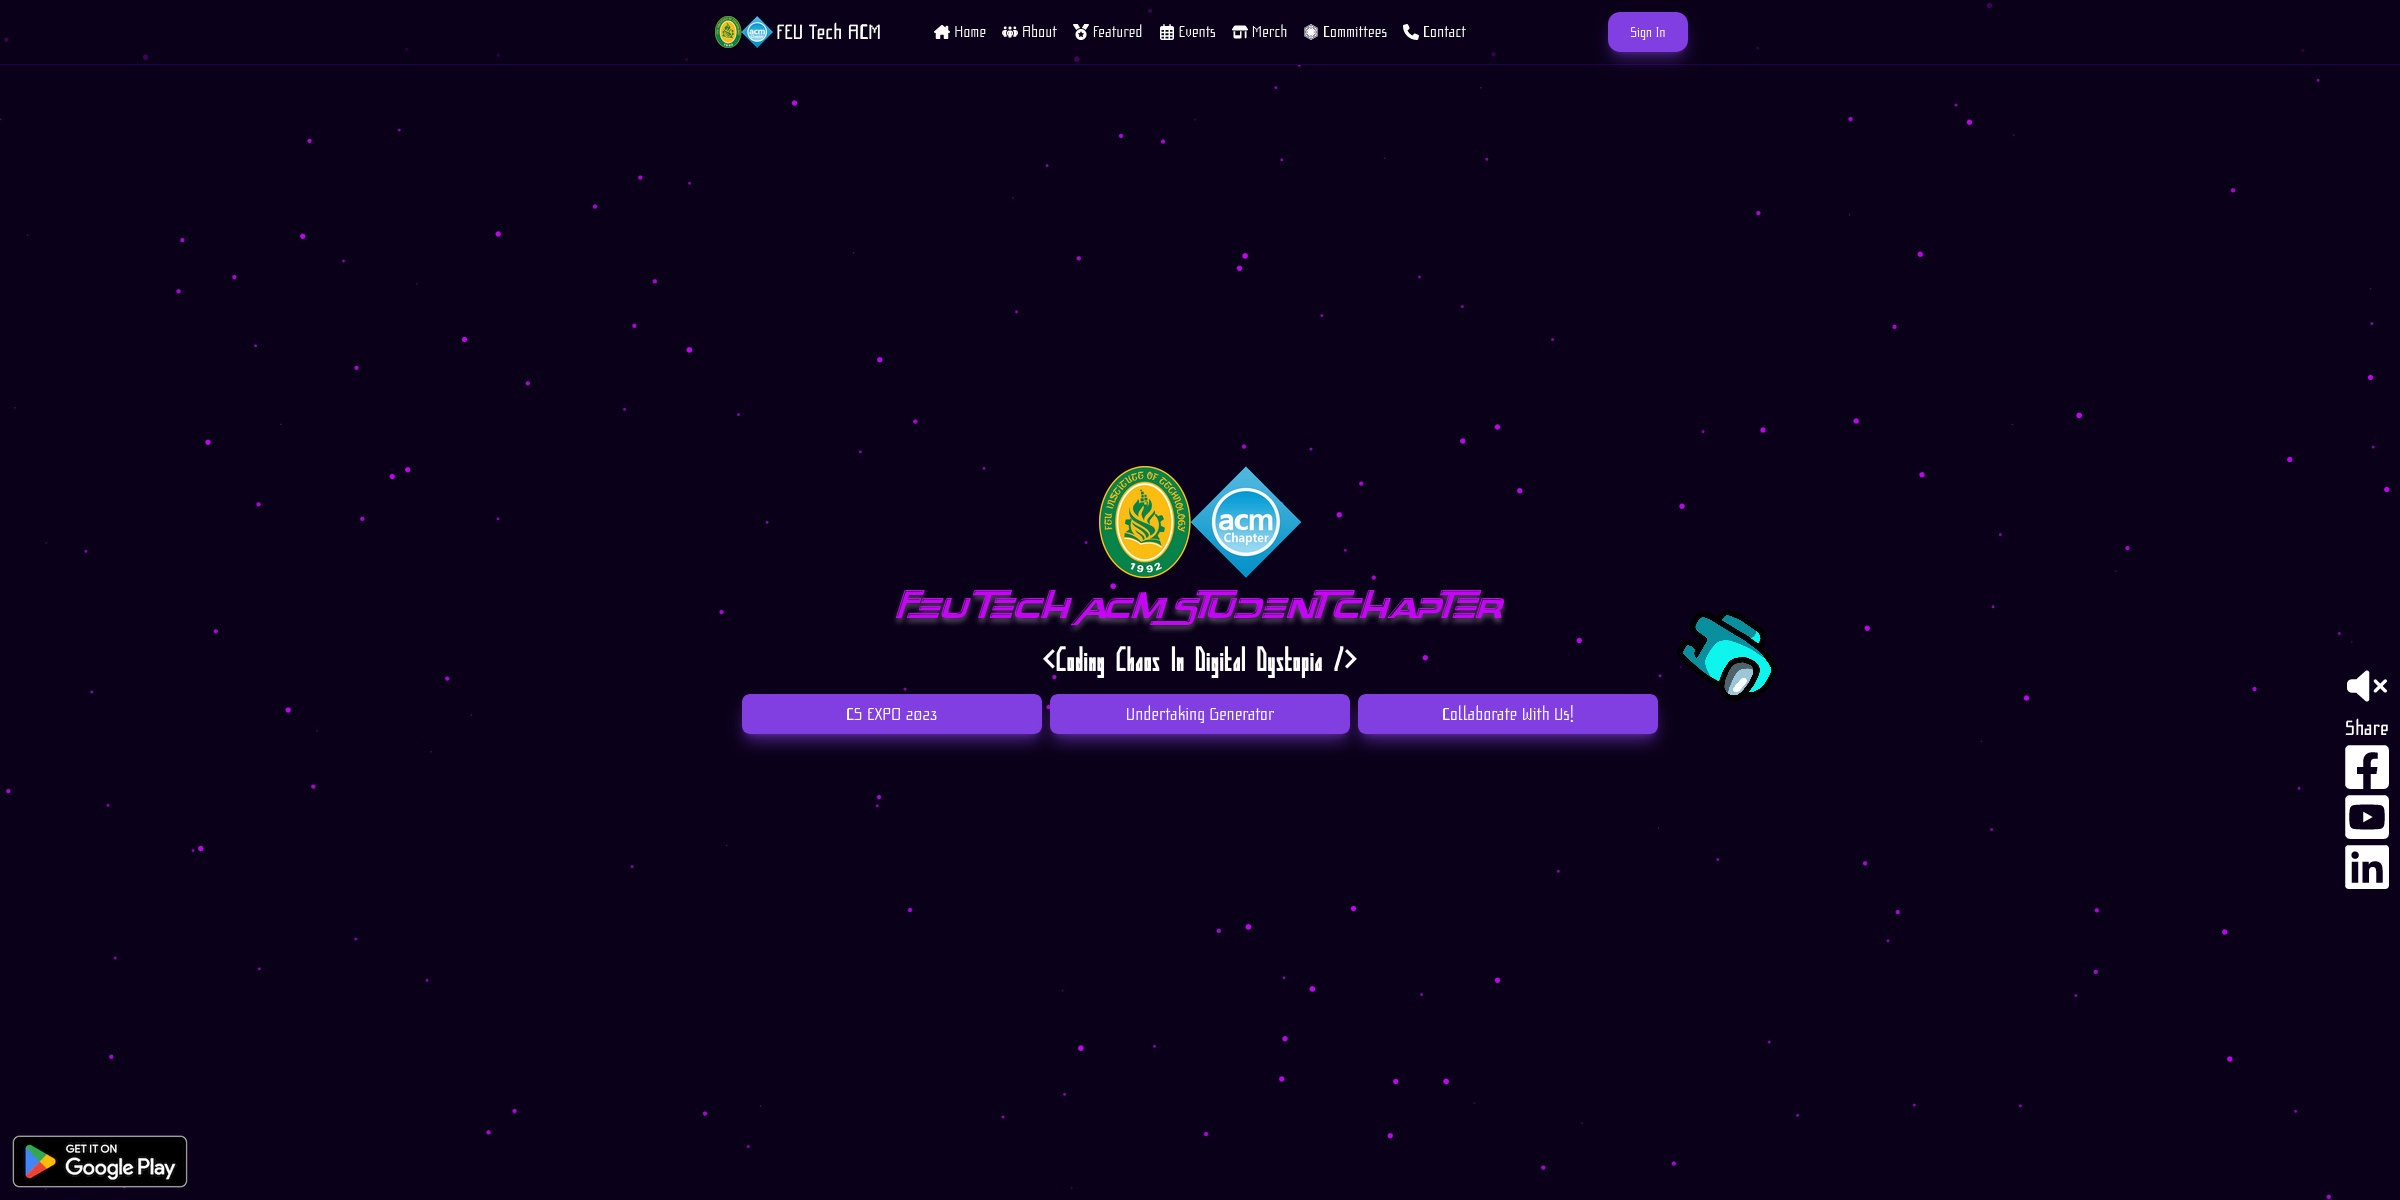 FEU Tech ACM
Home
About
Featured
Events
Merch
Committees
Contact
Sign In
FEU INSTITUTE OF TECHNOLOGY
1992
acm
Chapter
FEU TECH ACM STUDENT CHAPTER
<Coding Chaos In Digital Dystopia />
CS EXPO 2023
Undertaking Generator
Collaborate With Us!
Share
GET IT ON
Google Play